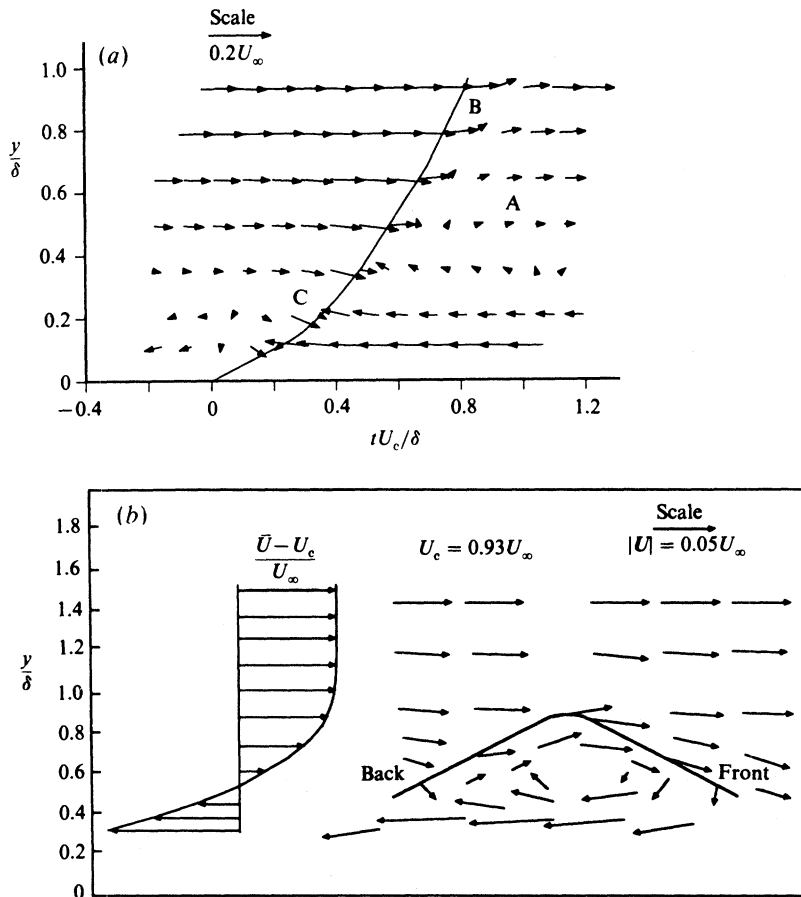 Scale
(a)
0.2U∞
1.0
0.8
0.6
0.4
0.2
0
y/δ
B
A
C
−0.4
0
0.4
0.8
1.2
tUc/δ
(b)
Scale
Ū − Uc
U∞
Uc = 0.93U∞
|U| = 0.05U∞
1.8
1.6
1.4
1.2
1.0
0.8
0.6
0.4
0.2
0
y/δ
Back
Front